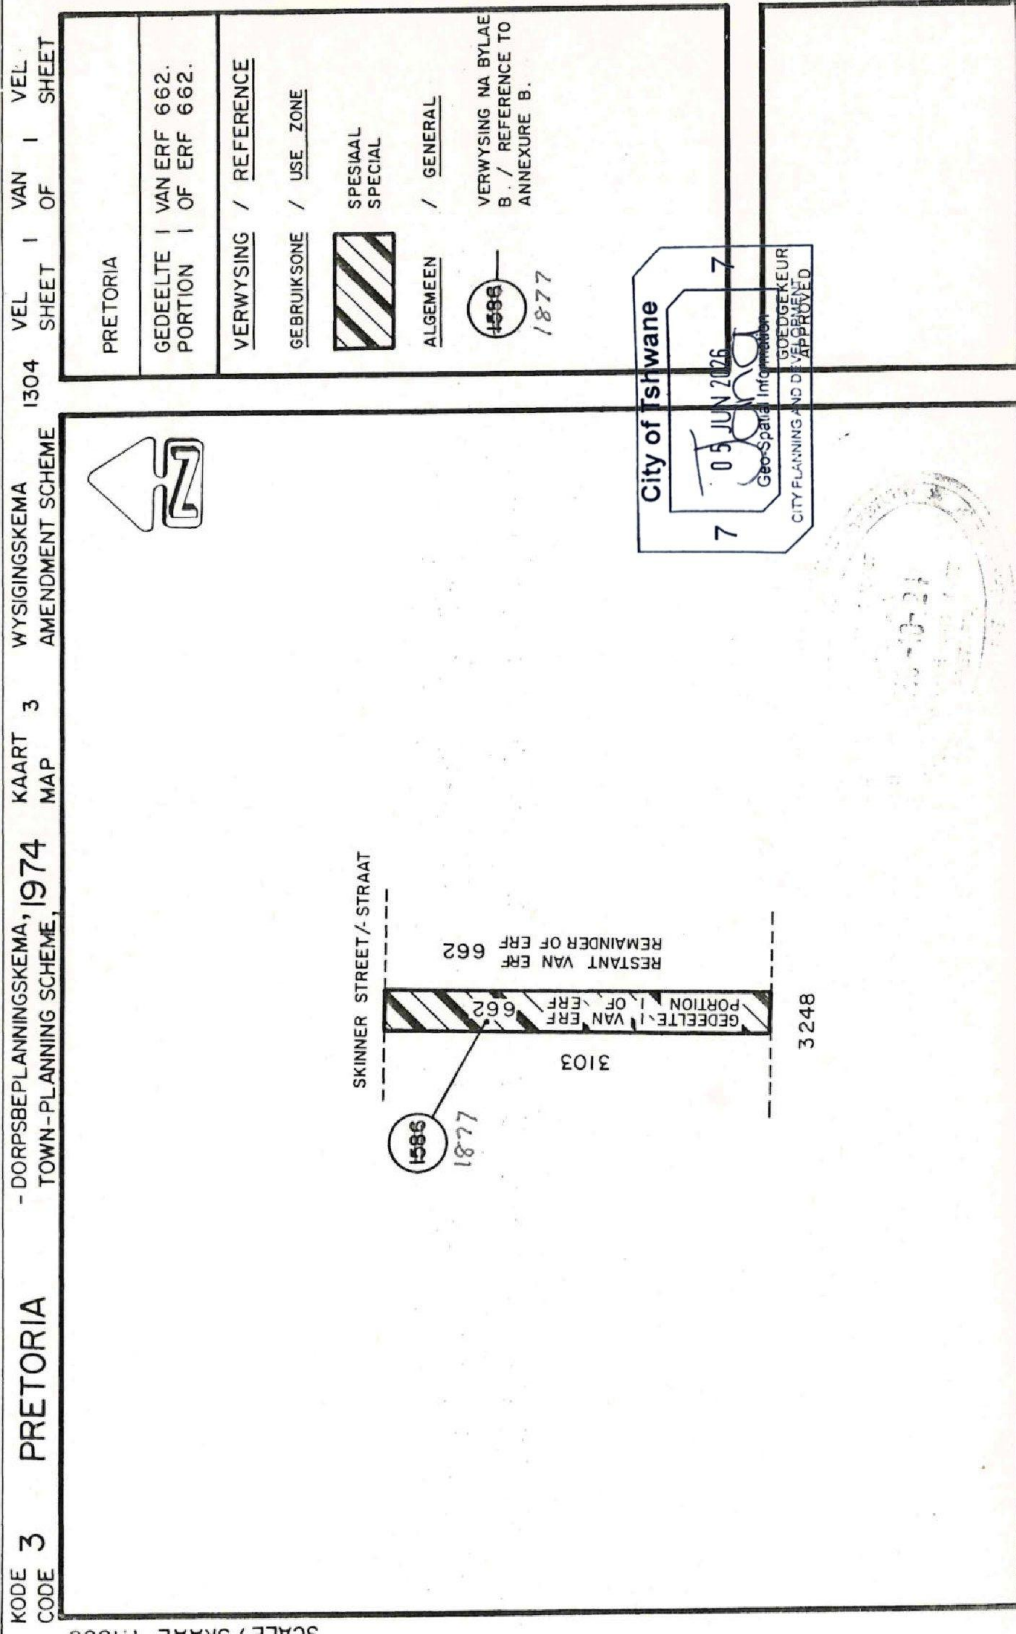 KODE 3 PRETORIA -DORPSBEPLANNINGSKEMA, 1974 KAART 3 WYSIGINGSKEMA 1304 VEL 1 VAN 1 VEL
CODE TOWN-PLANNING SCHEME, MAP AMENDMENT SCHEME SHEET 1 OF 1 SHEET
PRETORIA
GEDEELTE 1 VAN ERF 662.
PORTION 1 OF ERF 662.
VERWYSING / REFERENCE
GEBRUIKSONE / USE ZONE
SPESIAAL
SPECIAL
ALGEMEEN / GENERAL
1586
1877
VERWYSING NA BYLAE
B. / REFERENCE TO
ANNEXURE B.
N
SKINNER STREET/-STRAAT
1586
1877
662
GEDEELTE 1 VAN ERF
PORTION 1 OF ERF
RESTANT VAN ERF 662
REMAINDER OF ERF
3103
3248
City of Tshwane
7 05 JUN 2026 7
Geo-Spatial Information
GOEDGEKEUR
CITY PLANNING AND DEVELOPMENT
APPROVED